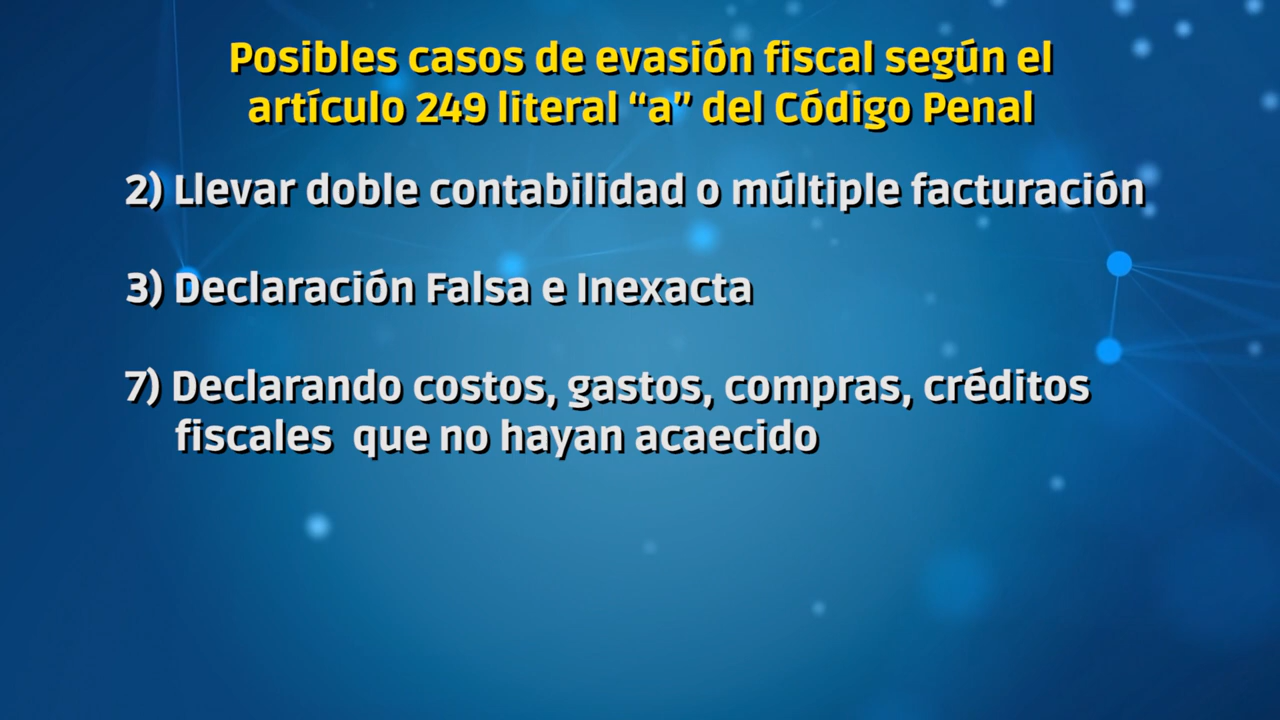 Posibles casos de evasión fiscal según el
artículo 249 literal “a” del Código Penal
2) Llevar doble contabilidad o múltiple facturación
3) Declaración Falsa e Inexacta
7) Declarando costos, gastos, compras, créditos
fiscales que no hayan acaecido